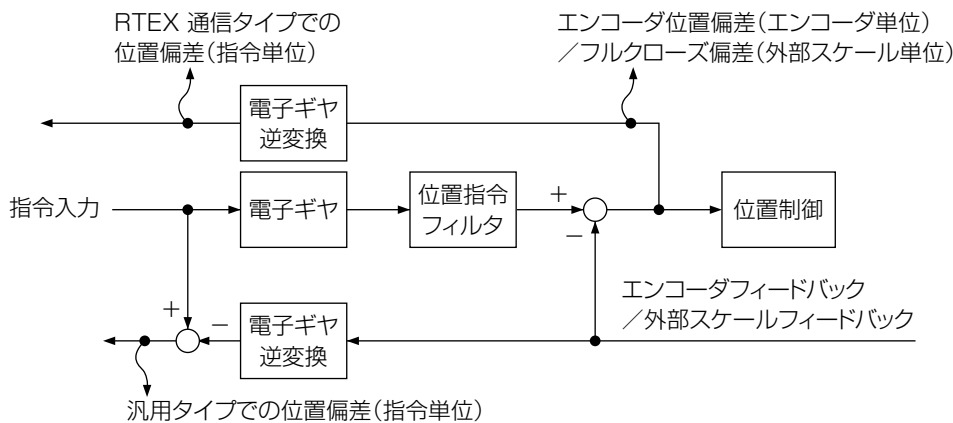 RTEX 通信タイプでの
位置偏差(指令単位)
エンコーダ位置偏差(エンコーダ単位)
／フルクローズ偏差(外部スケール単位)
電子ギヤ
逆変換
指令入力
電子ギヤ
位置指令
フィルタ
+
−
位置制御
エンコーダフィードバック
／外部スケールフィードバック
+
−
電子ギヤ
逆変換
汎用タイプでの位置偏差(指令単位)